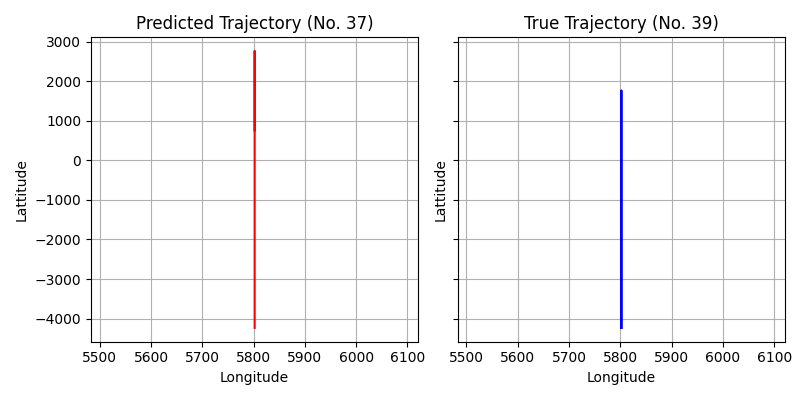 Predicted Trajectory (No. 37)
True Trajectory (No. 39)
3000
2000
1000
0
−1000
−2000
−3000
−4000
Lattitude
Lattitude
5500 5600 5700 5800 5900 6000 6100
5500 5600 5700 5800 5900 6000 6100
Longitude
Longitude